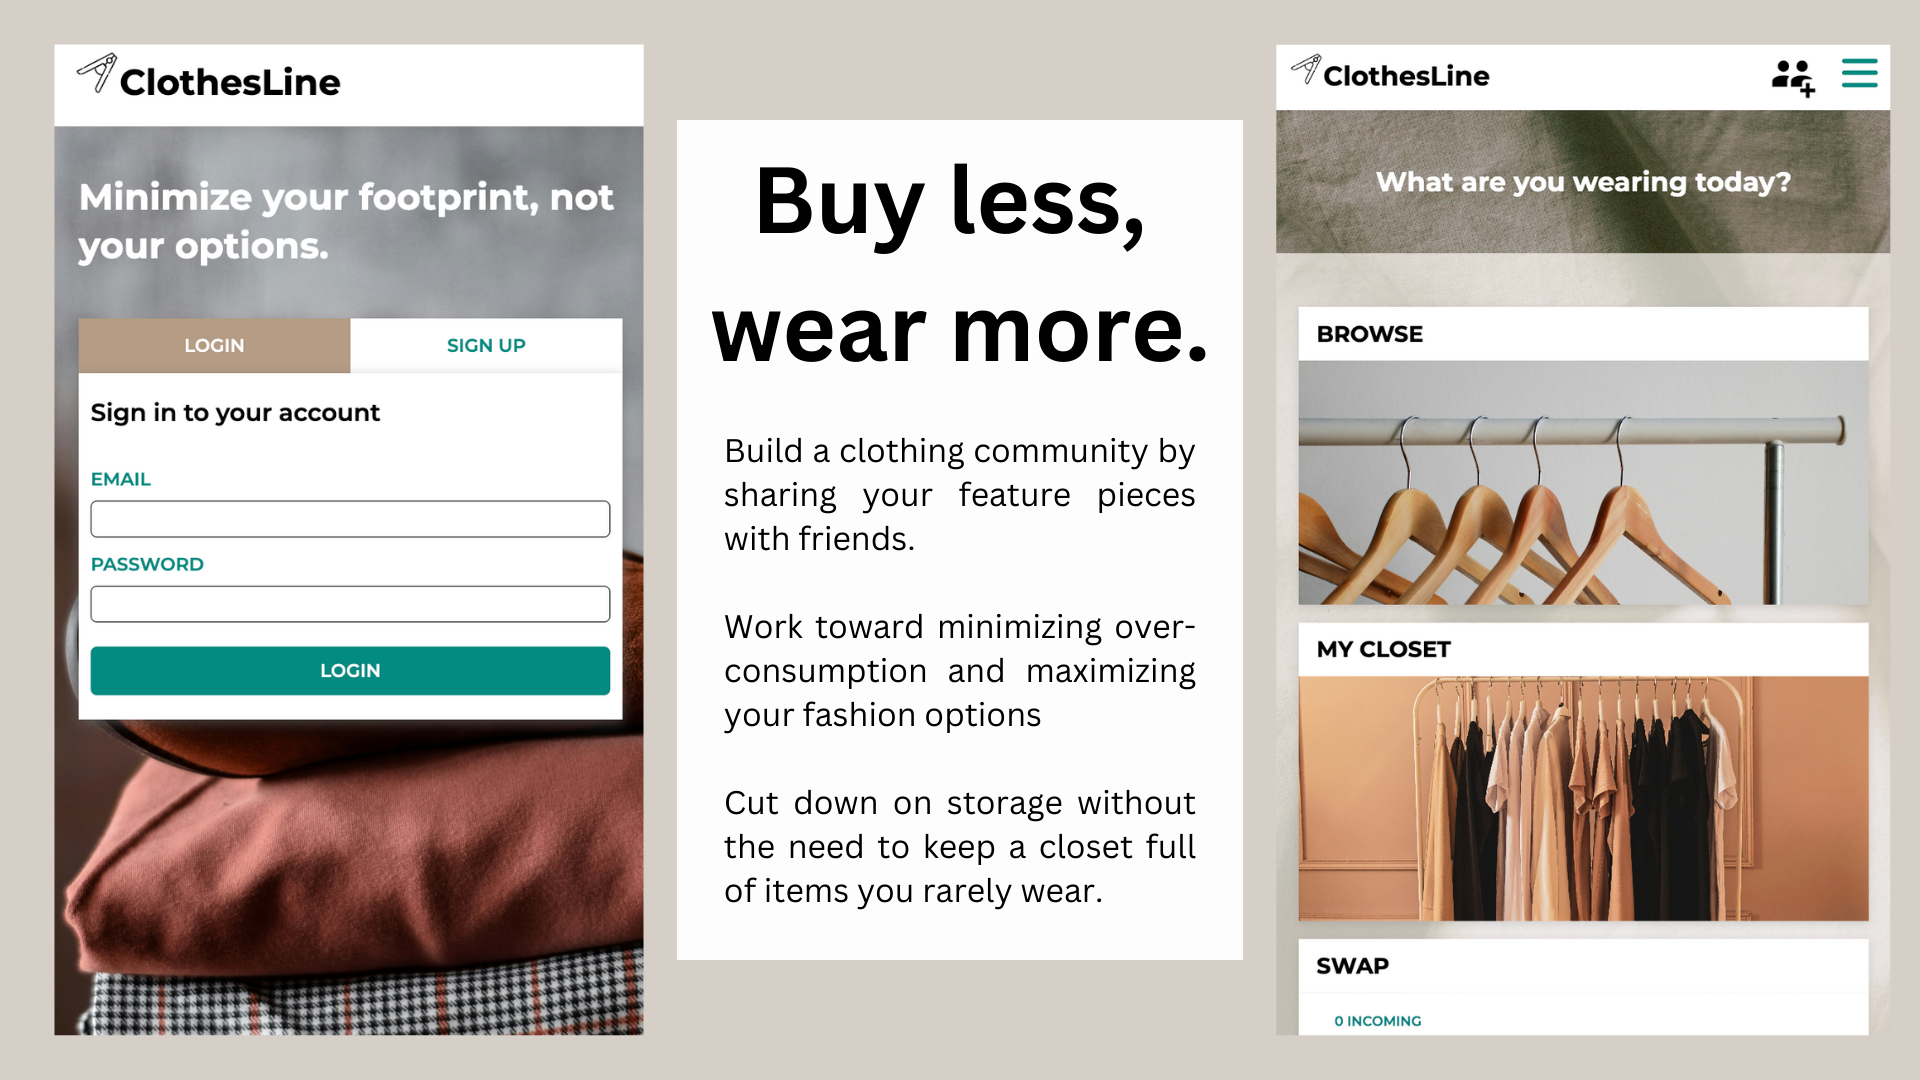 ClothesLine
Minimize your footprint, not
your options.
LOGIN
SIGN UP
Sign in to your account
EMAIL
PASSWORD
LOGIN
Buy less,
wear more.
Build a clothing community by
sharing your feature pieces
with friends.
Work toward minimizing over-
consumption and maximizing
your fashion options
Cut down on storage without
the need to keep a closet full
of items you rarely wear.
ClothesLine
What are you wearing today?
BROWSE
MY CLOSET
SWAP
0 INCOMING